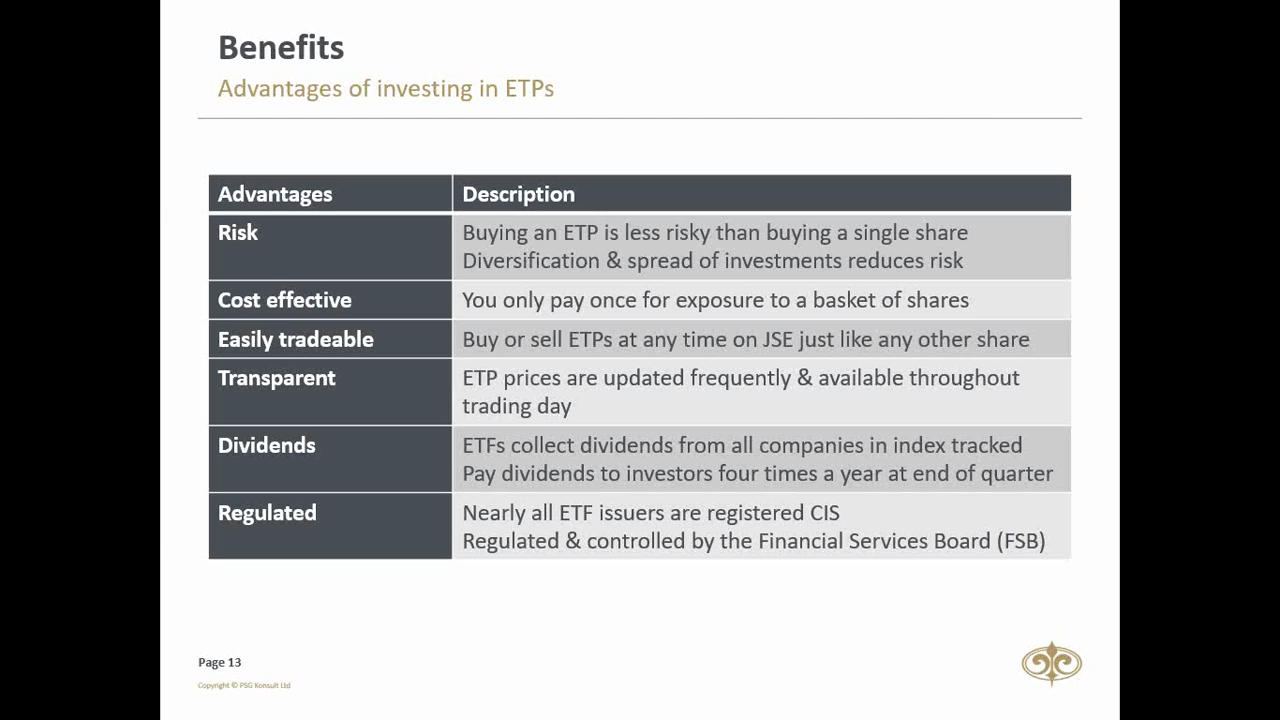 Benefits
Advantages of investing in ETPs
Advantages Description
Risk Buying an ETP is less risky than buying a single share
Diversification & spread of investments reduces risk
Cost effective You only pay once for exposure to a basket of shares
Easily tradeable Buy or sell ETPs at any time on JSE just like any other share
Transparent ETP prices are updated frequently & available throughout
trading day
Dividends ETFs collect dividends from all companies in index tracked
Pay dividends to investors four times a year at end of quarter
Regulated Nearly all ETF issuers are registered CIS
Regulated & controlled by the Financial Services Board (FSB)
Page 13
Copyright © PSG Konsult Ltd